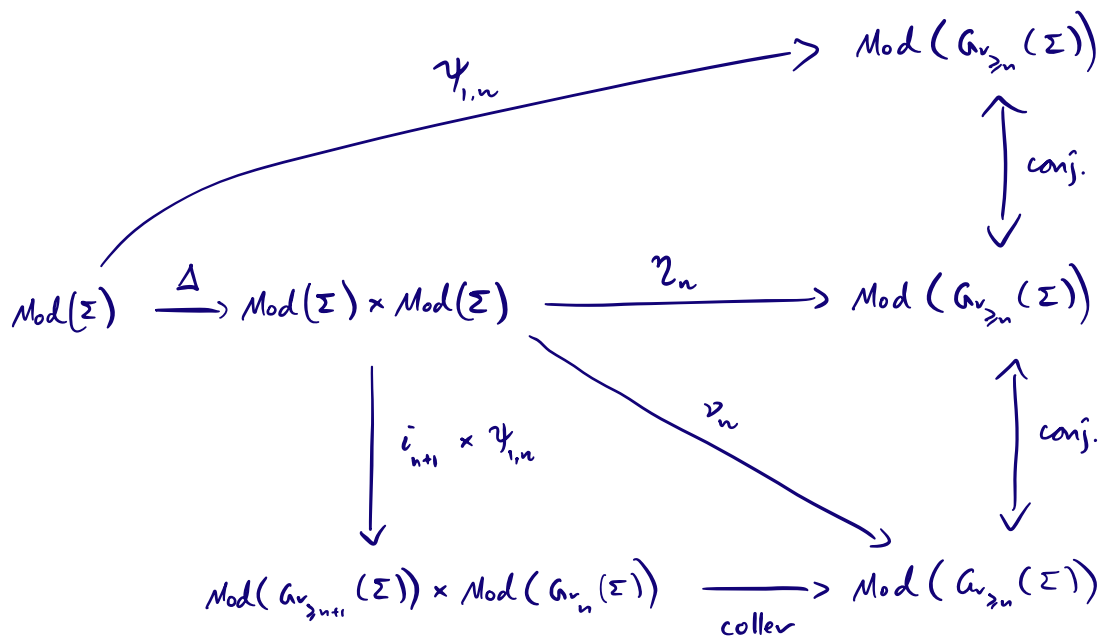 Mod(Gr_{⩾n}(Σ))
Ψ_{1,n}
conj.
Δ
η_n
Mod(Σ) → Mod(Σ) × Mod(Σ) → Mod(Gr_{⩾n}(Σ))
ν_n
conj.
i_{n+1} × Ψ_{1,n}
Mod(Gr_{⩾n+1}(Σ)) × Mod(Gr_n(Σ)) → Mod(Gr_{⩾n}(Σ))
coller